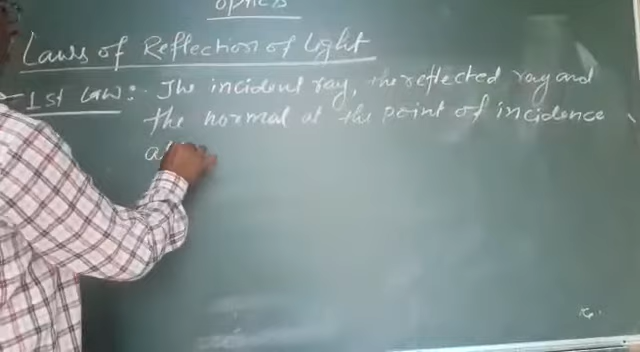 Optics
Laws of Reflection of Light
1st Law:- The incident ray, the reflected ray and
the normal at the point of incidence